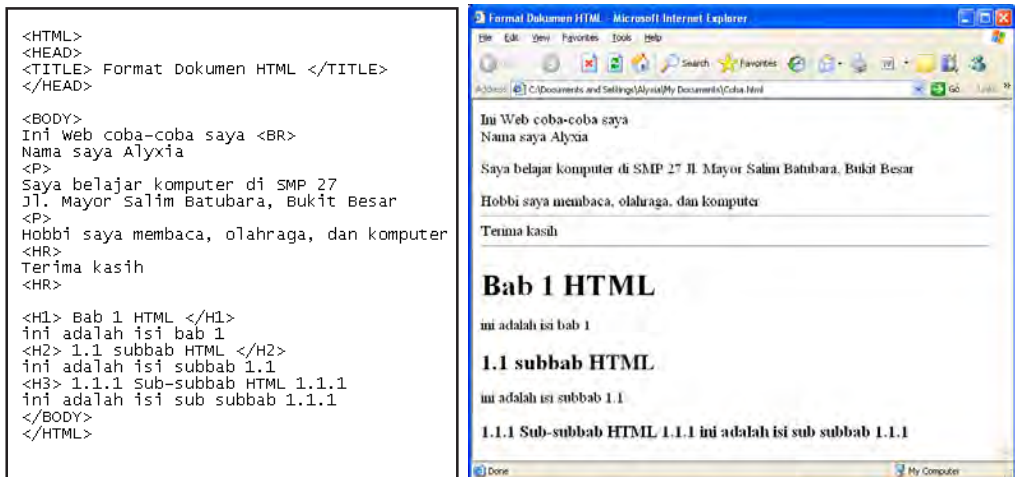 <HTML>
<HEAD>
<TITLE> Format Dokumen HTML </TITLE>
</HEAD>
<BODY>
Ini Web coba-coba saya <BR>
Nama saya Alyxia
<P>
Saya belajar komputer di SMP 27
Jl. Mayor Salim Batubara, Bukit Besar
<P>
Hobbi saya membaca, olahraga, dan komputer
<HR>
Terima kasih
<HR>
<H1> Bab 1 HTML </H1>
ini adalah isi bab 1
<H2> 1.1 subbab HTML </H2>
ini adalah isi subbab 1.1
<H3> 1.1.1 Sub-subbab HTML 1.1.1
ini adalah isi sub subbab 1.1.1
</BODY>
</HTML>
Format Dokumen HTML - Microsoft Internet Explorer
File Edit View Favorites Tools Help
Search Favorites
Address C:\Documents and Settings\Alyxia\My Documents\Coba.html Go Links
Ini Web coba-coba saya
Nama saya Alyxia
Saya belajar komputer di SMP 27 Jl. Mayor Salim Batubara, Bukit Besar
Hobbi saya membaca, olahraga, dan komputer
Terima kasih
Bab 1 HTML
ini adalah isi bab 1
1.1 subbab HTML
ini adalah isi subbab 1.1
1.1.1 Sub-subbab HTML 1.1.1 ini adalah isi sub subbab 1.1.1
Done My Computer